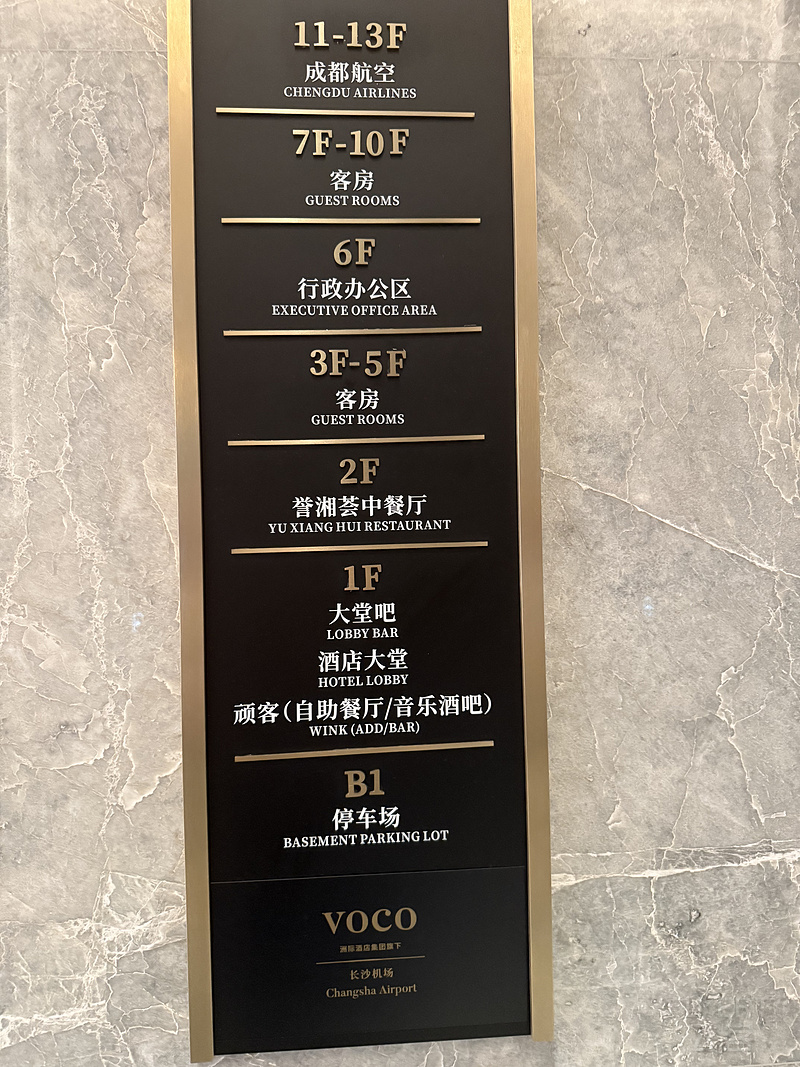 11-13F
成都航空
CHENGDU AIRLINES
7F-10F
客房
GUEST ROOMS
6F
行政办公区
EXECUTIVE OFFICE AREA
3F-5F
客房
GUEST ROOMS
2F
誉湘荟中餐厅
YU XIANG HUI RESTAURANT
1F
大堂吧
LOBBY BAR
酒店大堂
HOTEL LOBBY
顽客(自助餐厅/音乐酒吧)
WINK (ADD/BAR)
B1
停车场
BASEMENT PARKING LOT
voco
洲际酒店集团旗下
长沙机场
Changsha Airport